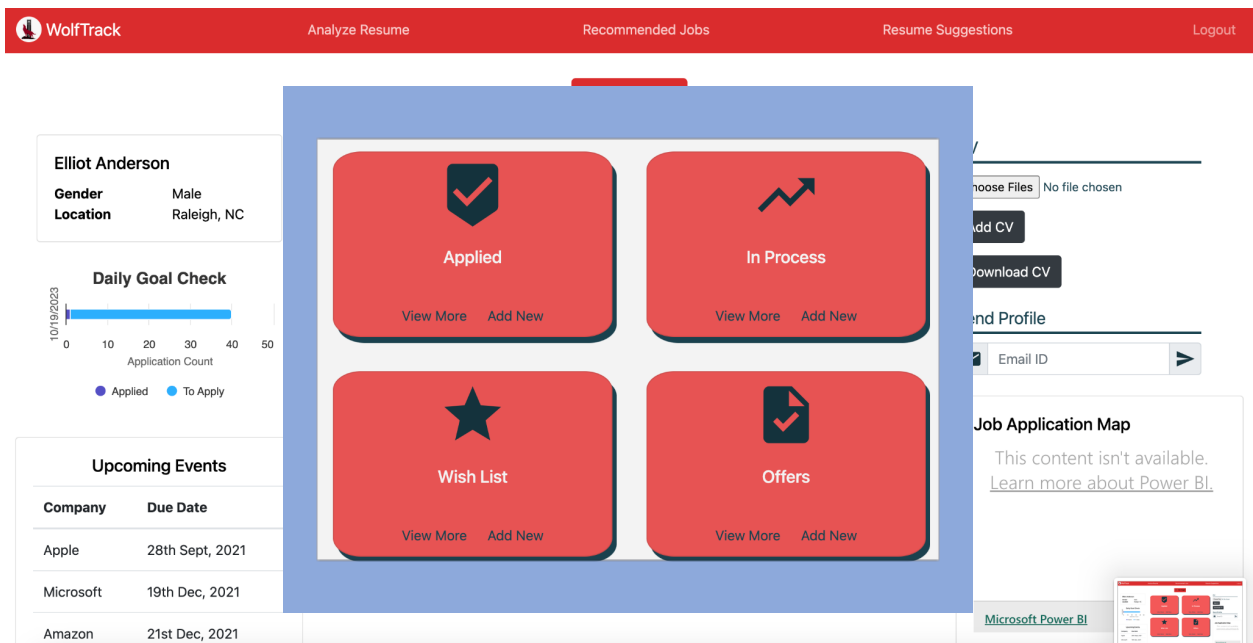 WolfTrack
Analyze Resume
Recommended Jobs
Resume Suggestions
Logout
Elliot Anderson
Gender Male
Location Raleigh, NC
Daily Goal Check
10/19/2023
0 10 20 30 40 50
Application Count
Applied To Apply
Upcoming Events
Company Due Date
Apple 28th Sept, 2021
Microsoft 19th Dec, 2021
Amazon 21st Dec, 2021
Applied
View More Add New
In Process
View More Add New
Wish List
View More Add New
Offers
View More Add New
hoose Files No file chosen
dd CV
ownload CV
nd Profile
Email ID
Job Application Map
This content isn't available.
Learn more about Power BI.
Microsoft Power BI